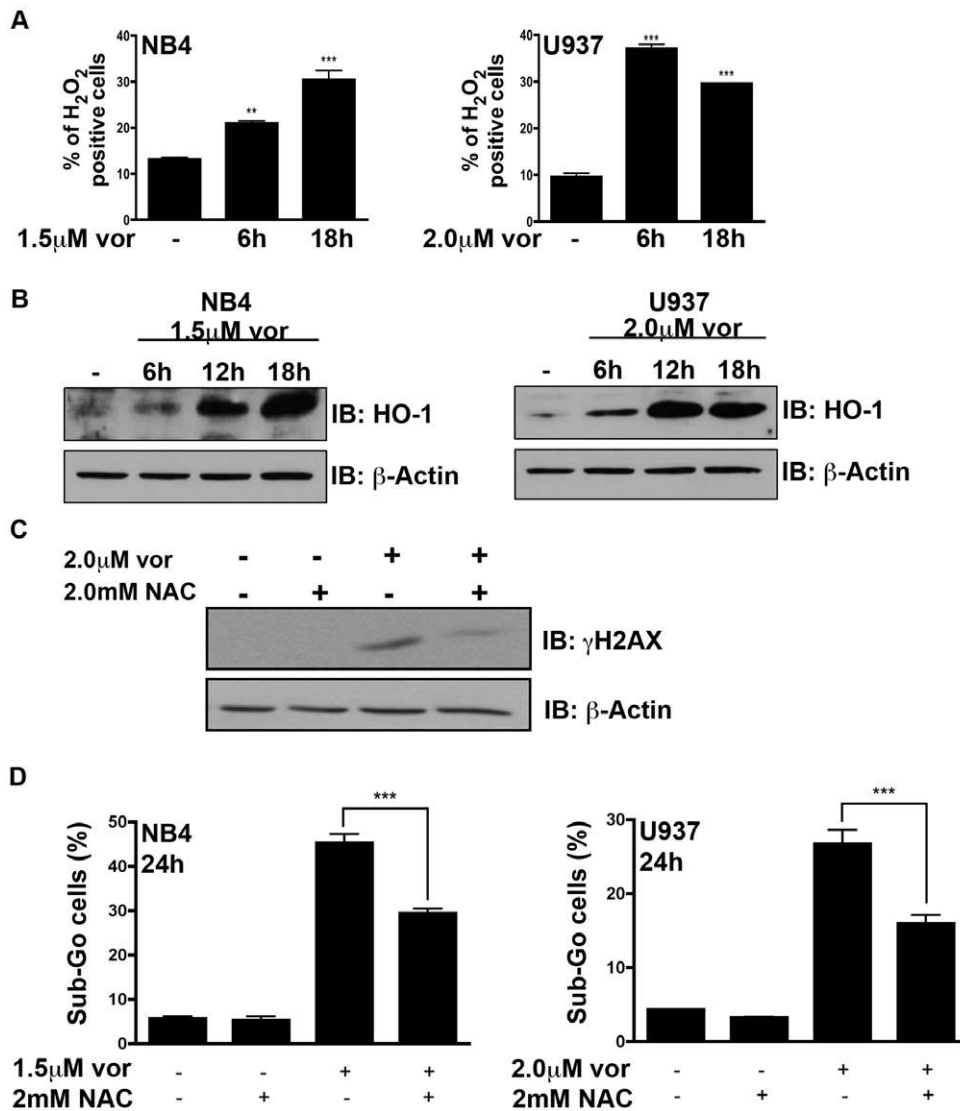 A
NB4
% of H2O2
positive cells
40
30
20
10
0
**
***
1.5μM vor - 6h 18h
U937
% of H2O2
positive cells
40
30
20
10
0
***
***
2.0μM vor - 6h 18h
B
NB4
1.5μM vor
- 6h 12h 18h
IB: HO-1
IB: β-Actin
U937
2.0μM vor
- 6h 12h 18h
IB: HO-1
IB: β-Actin
C
2.0μM vor - - + +
2.0mM NAC - + - +
IB: γH2AX
IB: β-Actin
D
NB4
24h
Sub-Go cells (%)
50
40
30
20
10
0
***
1.5μM vor - - + +
2mM NAC - + - +
U937
24h
Sub-Go cells (%)
30
20
10
0
***
2.0μM vor - - + +
2mM NAC - + - +